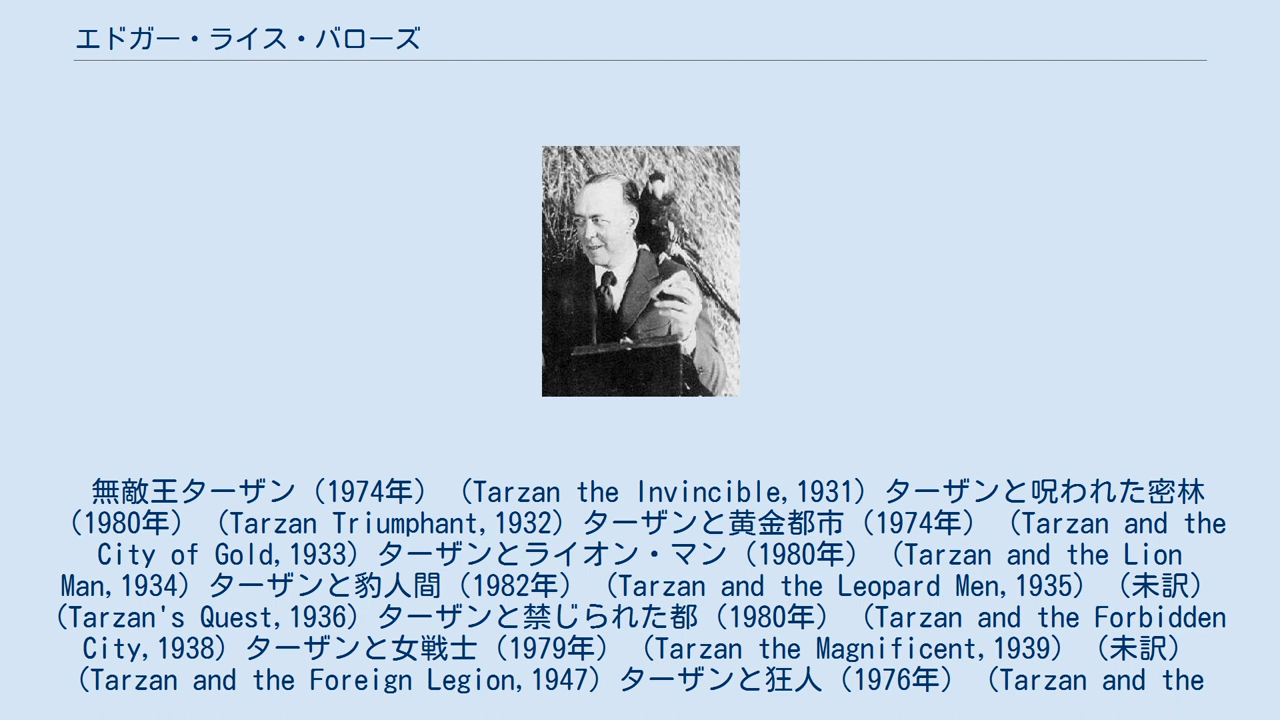 エドガー・ライス・バローズ
無敵王ターザン（1974年）（Tarzan the Invincible,1931）ターザンと呪われた密林
（1980年）（Tarzan Triumphant,1932）ターザンと黄金都市（1974年）（Tarzan and the
City of Gold,1933）ターザンとライオン・マン（1980年）（Tarzan and the Lion
Man,1934）ターザンと豹人間（1982年）（Tarzan and the Leopard Men,1935）（未訳）
（Tarzan's Quest,1936）ターザンと禁じられた都（1980年）（Tarzan and the Forbidden
City,1938）ターザンと女戦士（1979年）（Tarzan the Magnificent,1939）（未訳）
（Tarzan and the Foreign Legion,1947）ターザンと狂人（1976年）（Tarzan and the